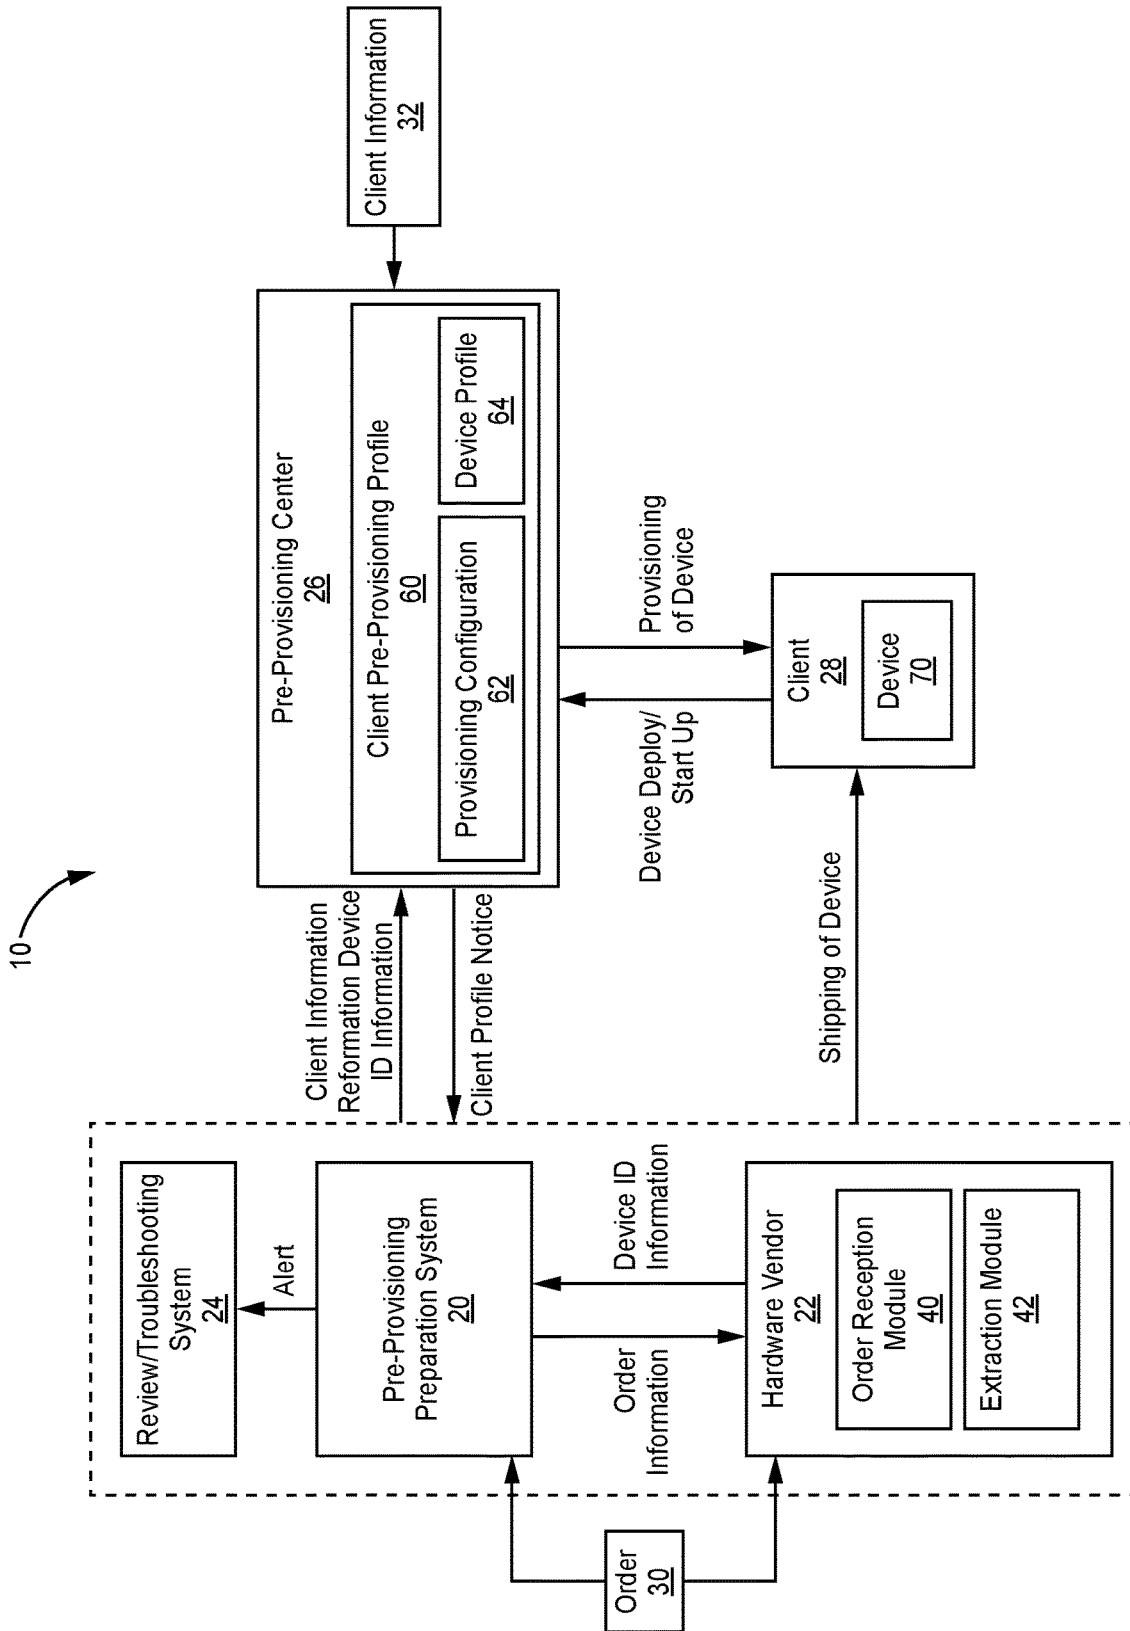 10
Review/Troubleshooting
System
24
Alert
Pre-Provisioning
Preparation System
20
Order
Information
Device ID
Information
Hardware Vendor
22
Order Reception
Module
40
Extraction Module
42
Order
30
Client Information
Reformation Device
ID Information
Client Profile Notice
Shipping of Device
Pre-Provisioning Center
26
Client Pre-Provisioning Profile
60
Provisioning Configuration
62
Device Profile
64
Device Deploy/
Start Up
Provisioning
of Device
Client
28
Device
70
Client Information
32